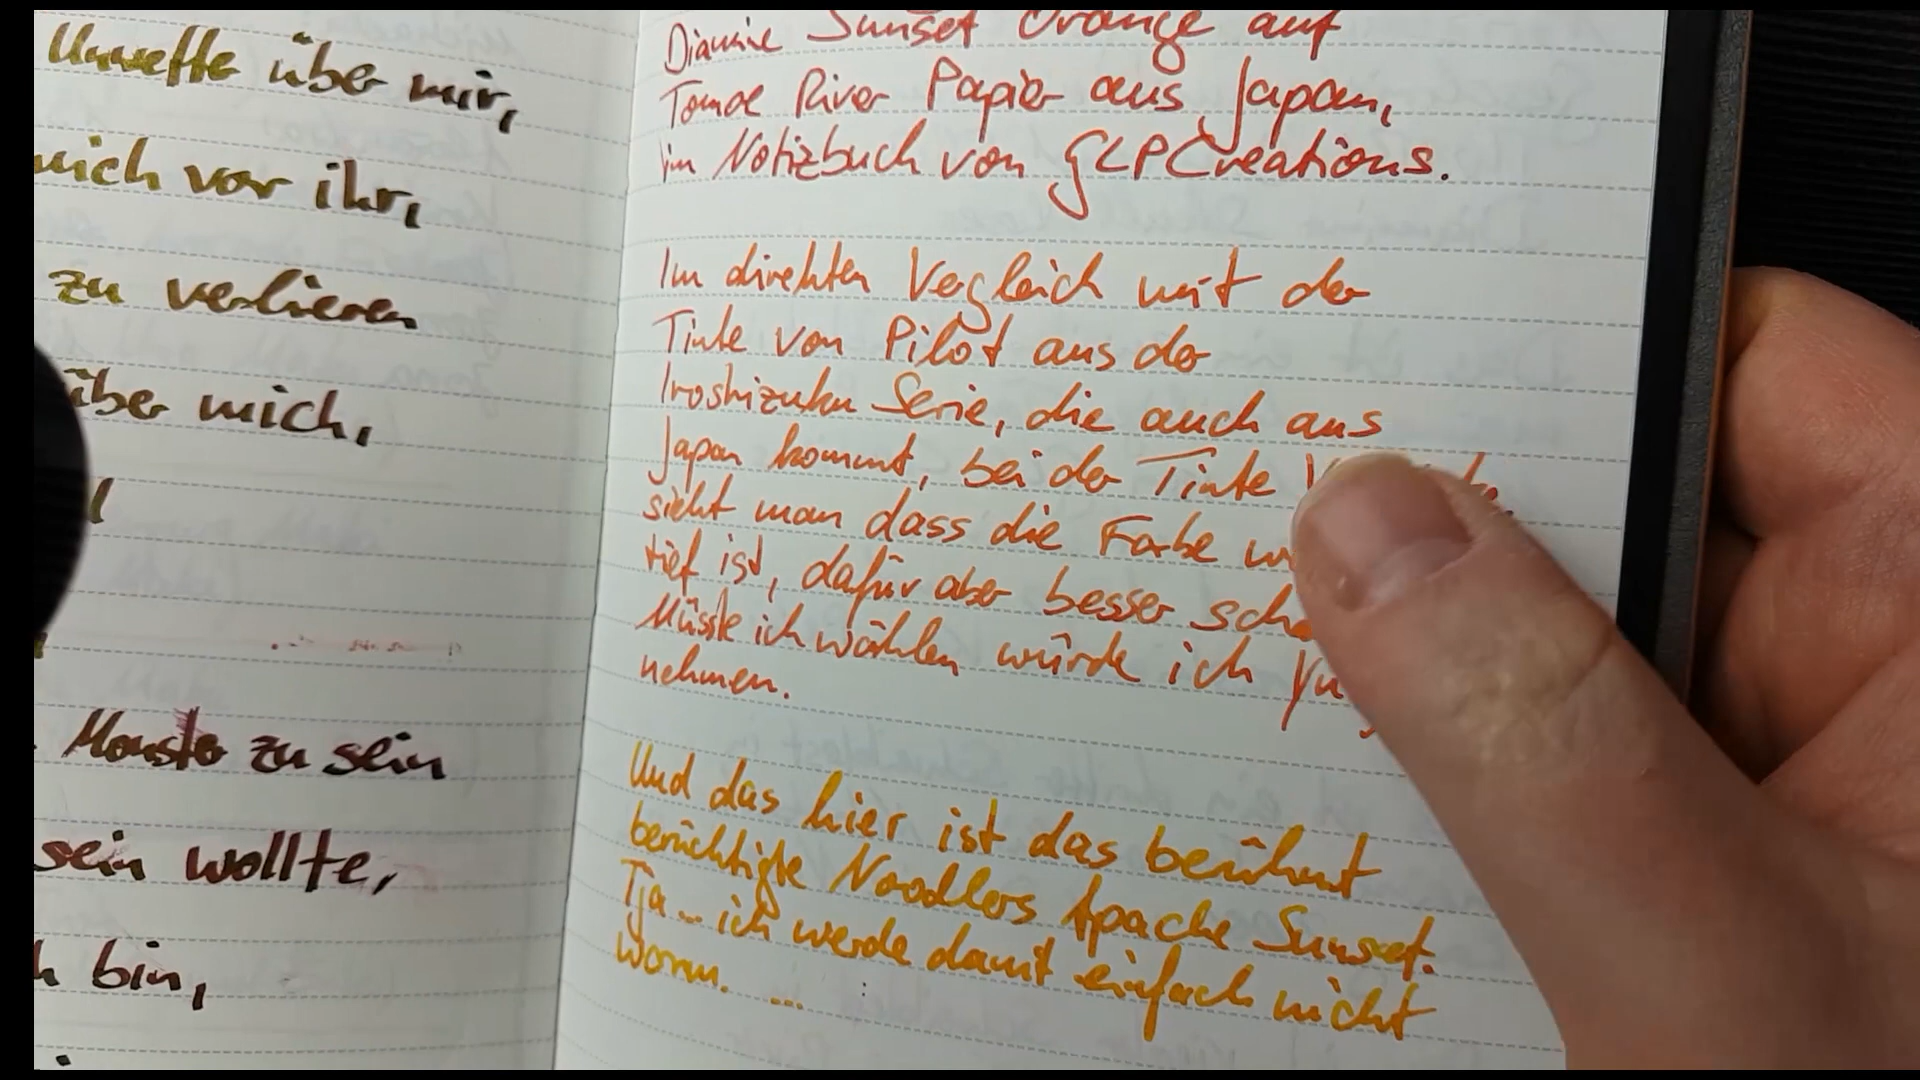 Unwette über mir,
mich vor ihr,
zu verlieren
über mich,
Monster zu sein
sein wollte,
bin,
Diamine Sunset Orange auf
Tomoe River Papier aus Japan,
im Notizbuch von GLPCreations.
Im direkten Vergleich mit der
Tinte von Pilot aus der
Iroshizuku Serie, die auch aus
Japan kommt, bei der Tinte
sieht man dass die Farbe
tief ist, dafür aber besser
Müsste ich wählen würde ich
nehmen.
Und das hier ist das berühmt
berüchtigte Noodlers Apache Sunset.
Tja... ich werde damit einfach nicht
warm. ...